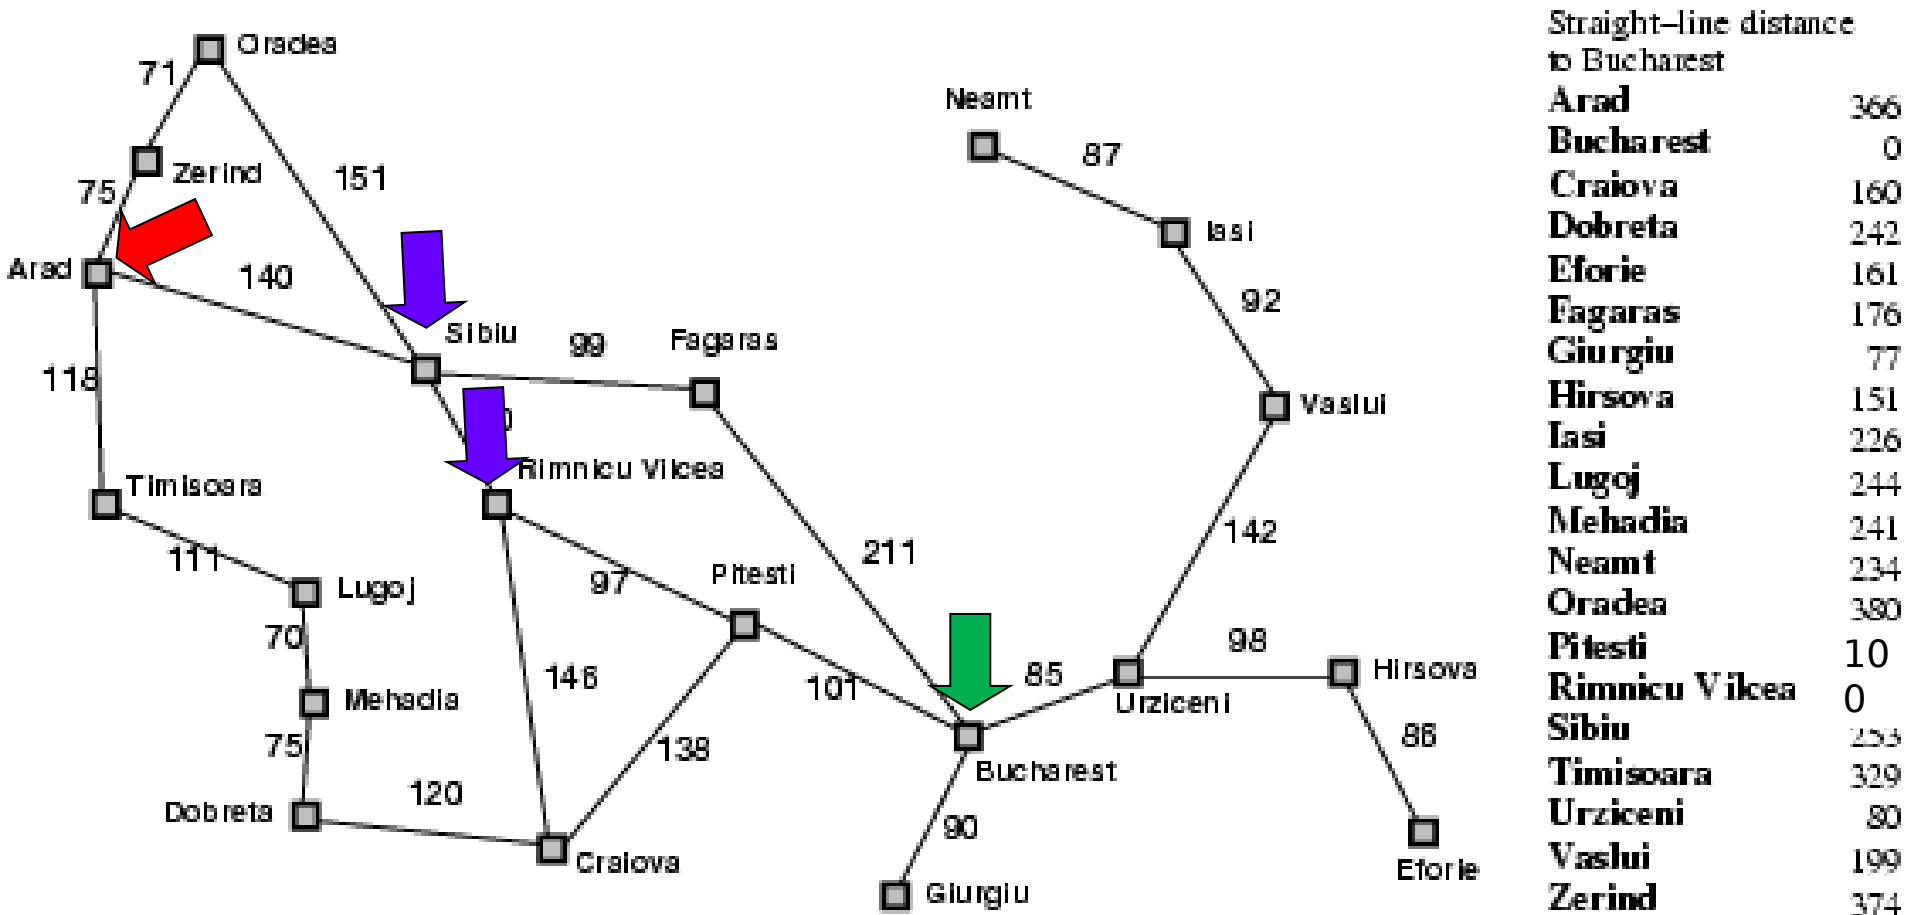 Oradea
71
Neamt
87
Zerind
151
75
Iasi
Arad
140
92
Sibiu
99
Fagaras
118
Vaslui
0
Rimnicu Vilcea
Timisoara
142
111
211
97
Pitesti
Lugoj
70
98
146
85
Hirsova
101
Urziceni
Mehadia
75
138
86
Bucharest
120
Dobreta
90
Craiova
Eforie
Giurgiu
Straight-line distance
to Bucharest
Arad 366
Bucharest 0
Craiova 160
Dobreta 242
Eforie 161
Fagaras 176
Giurgiu 77
Hirsova 151
Iasi 226
Lugoj 244
Mehadia 241
Neamt 234
Oradea 380
Pitesti 10
Rimnicu Vilcea 0
Sibiu 253
Timisoara 329
Urziceni 80
Vaslui 199
Zerind 374